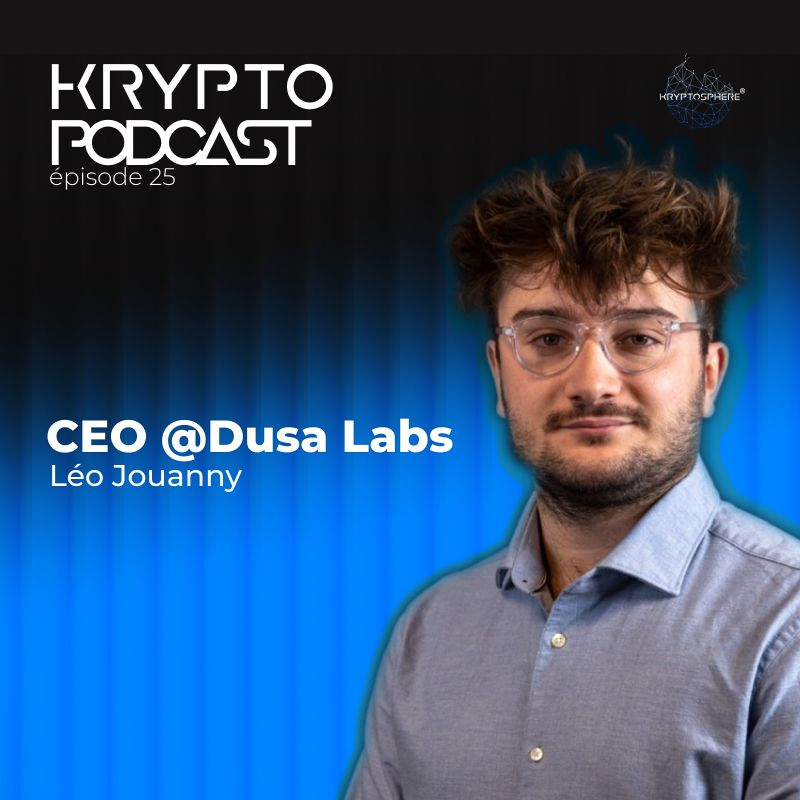 KRYPTO
PODCAST
épisode 25
KRYPTOSPHERE®
CEO @Dusa Labs
Léo Jouanny